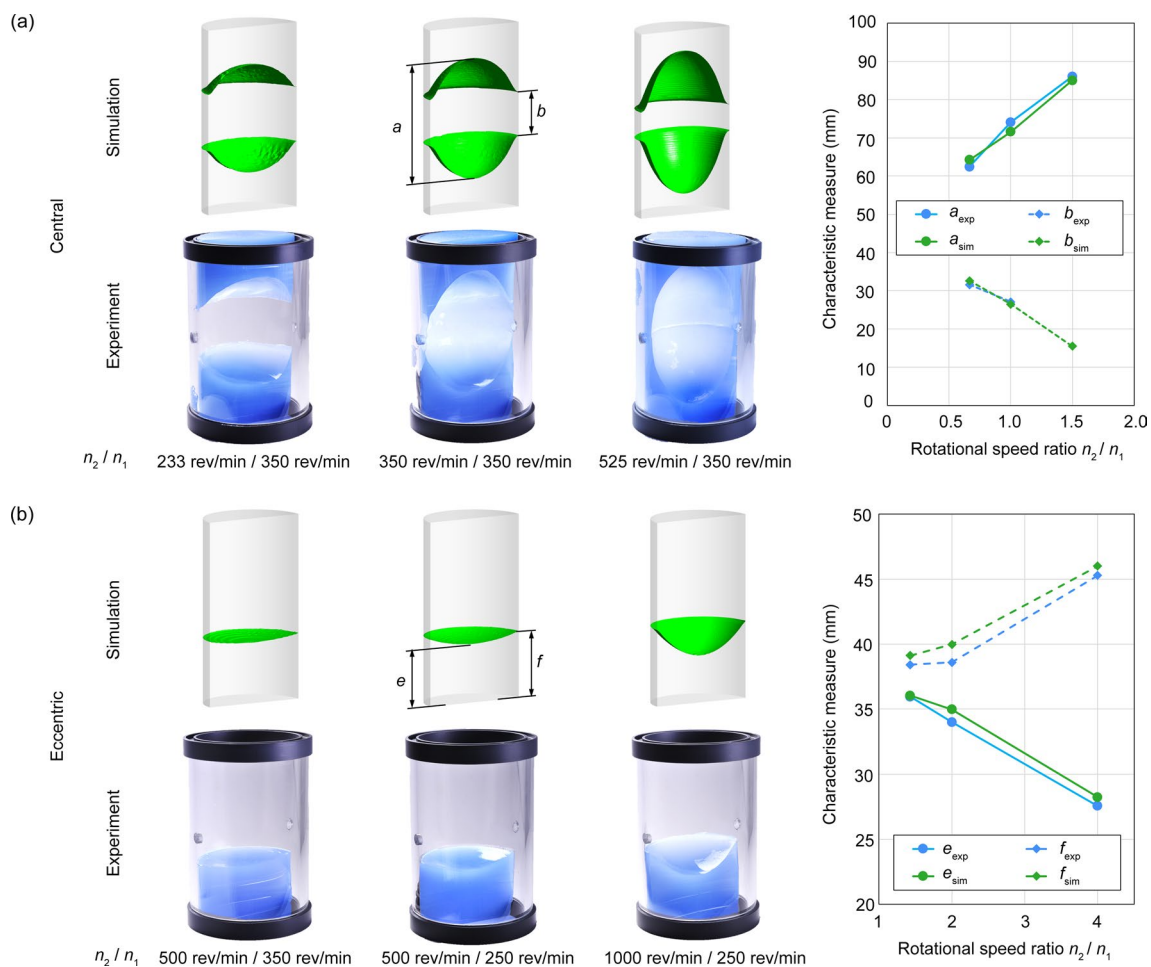 (a)
Central
Simulation
a
b
Experiment
n2 / n1
233 rev/min / 350 rev/min
350 rev/min / 350 rev/min
525 rev/min / 350 rev/min
Characteristic measure (mm)
100
90
80
70
60
50
40
30
20
10
0
0
0.5
1.0
1.5
2.0
Rotational speed ratio n2 / n1
aexp
bexp
asim
bsim
(b)
Eccentric
Simulation
e
f
Experiment
n2 / n1
500 rev/min / 350 rev/min
500 rev/min / 250 rev/min
1000 rev/min / 250 rev/min
Characteristic measure (mm)
50
45
40
35
30
25
20
1
2
3
4
Rotational speed ratio n2 / n1
eexp
fexp
esim
fsim